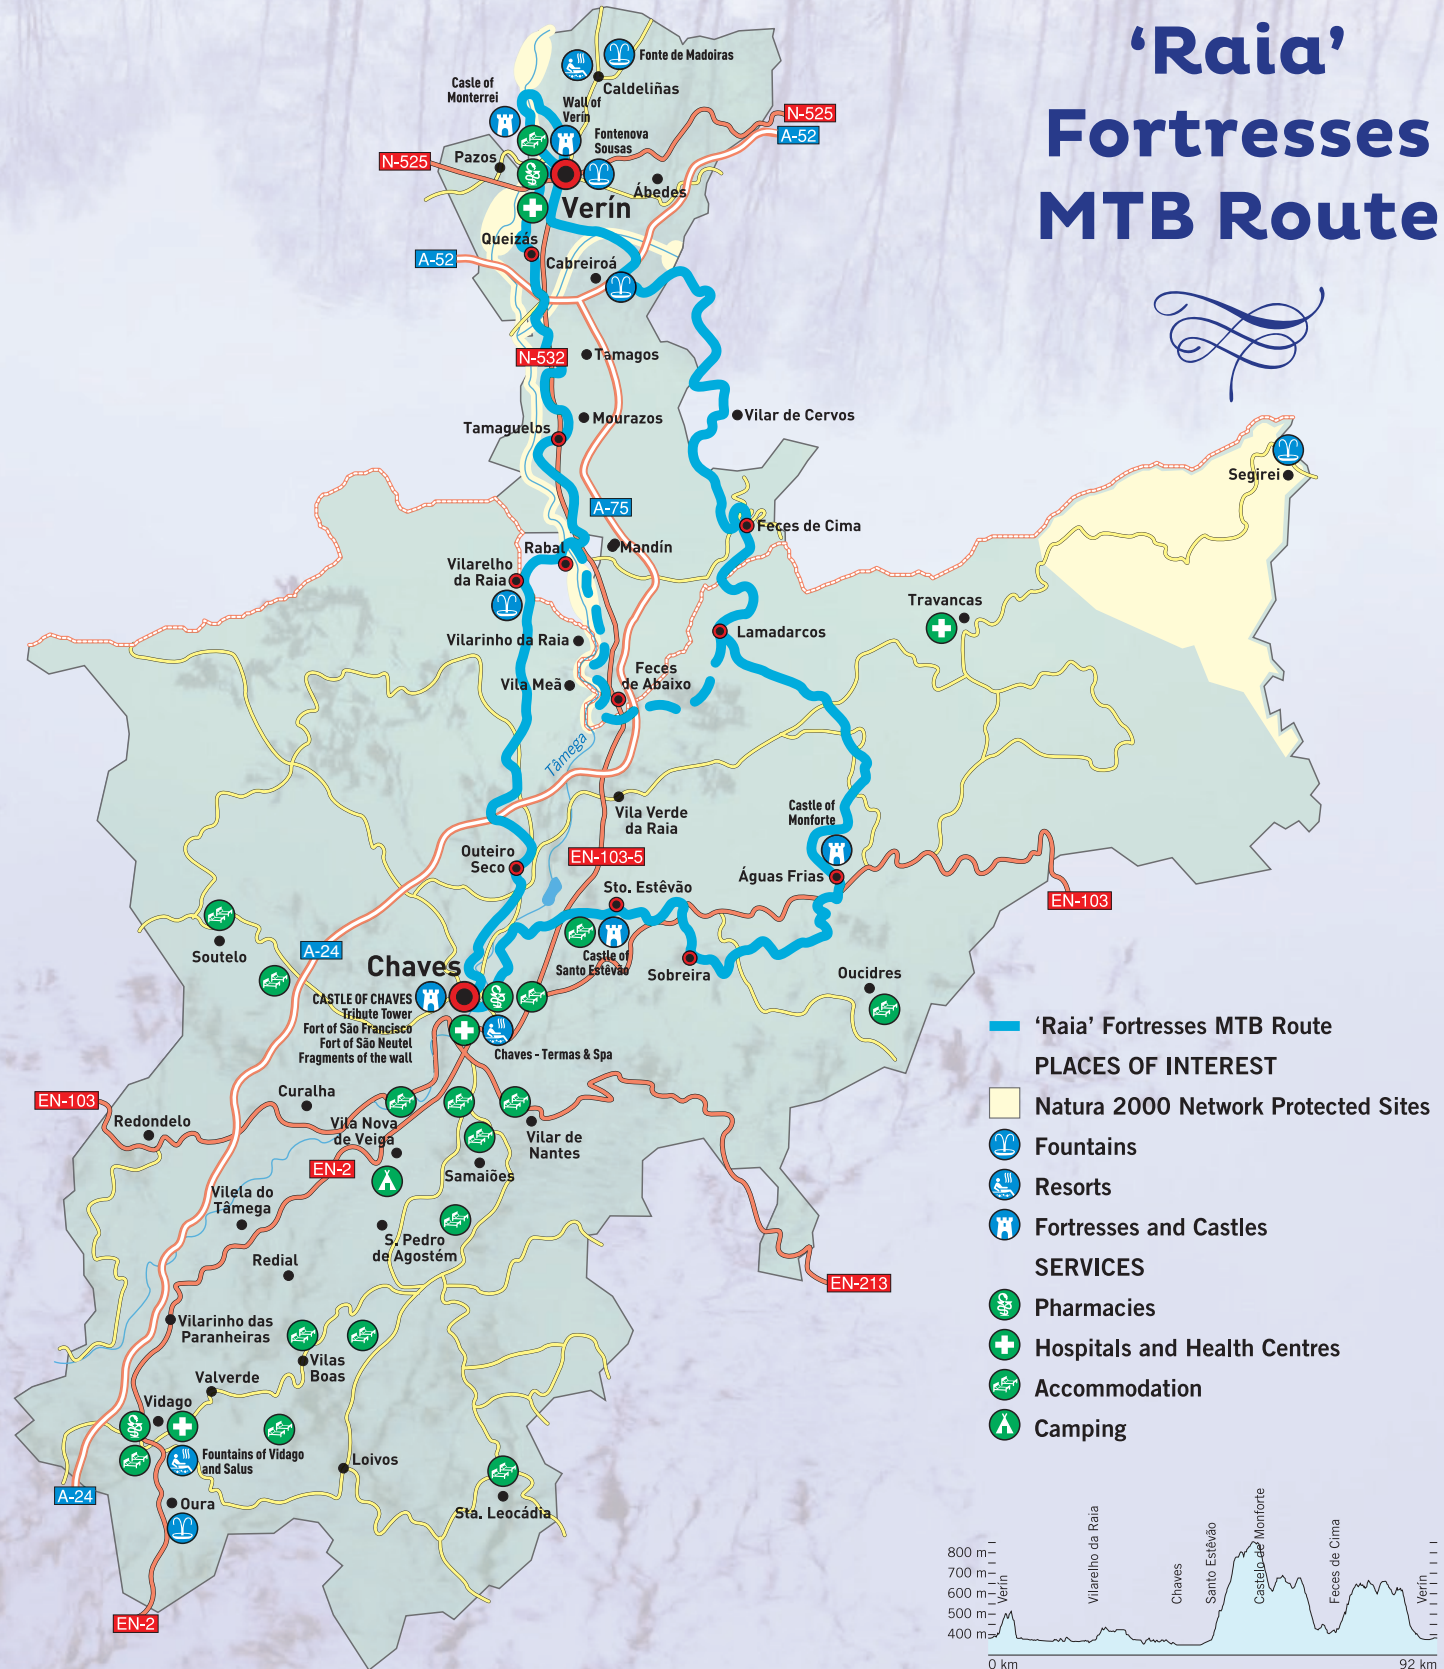 ‘Raia’
Fortresses
MTB Route
Fonte de Madoiras
Caldeliñas
Casle of
Monterrei
Wall of
Verín
Fontenova
Sousas
N-525
A-52
N-525
Pazos
Ábedes
Verín
Queizás
A-52
Cabreiroá
N-532
Tamagos
Mourazos
Tamaguelos
Vilar de Cervos
Segirei
A-75
Feces de Cima
Rabal
Mandín
Vilarelho
da Raia
Travancas
Vilarinho da Raia
Lamadarcos
Vila Meã
Feces
de Abaixo
Tâmega
Vila Verde
da Raia
Castle of
Monforte
Outeiro
Seco
EN-103-5
Águas Frias
Sto. Estêvão
EN-103
Soutelo
A-24
Castle of
Santo Estêvão
Sobreira
Oucidres
Chaves
CASTLE OF CHAVES
Tribute Tower
Fort of São Francisco
Fort of São Neutel
Fragments of the wall
Chaves - Termas & Spa
EN-103
Redondelo
Curalha
Vila Nova
de Veiga
Vilar de
Nantes
EN-2
Samaiões
Vilela do
Tâmega
S. Pedro
de Agostém
Redial
EN-213
Vilarinho das
Paranheiras
Vilas
Boas
Valverde
Vidago
Fountains of Vidago
and Salus
Loivos
A-24
Oura
Sta. Leocádia
EN-2
‘Raia’ Fortresses MTB Route
PLACES OF INTEREST
Natura 2000 Network Protected Sites
Fountains
Resorts
Fortresses and Castles
SERVICES
Pharmacies
Hospitals and Health Centres
Accommodation
Camping
800 m
700 m
600 m
500 m
400 m
Verín
Vilarelho da Raia
Chaves
Santo Estêvão
Castelo de Monforte
Feces de Cima
Verín
0 km
92 km